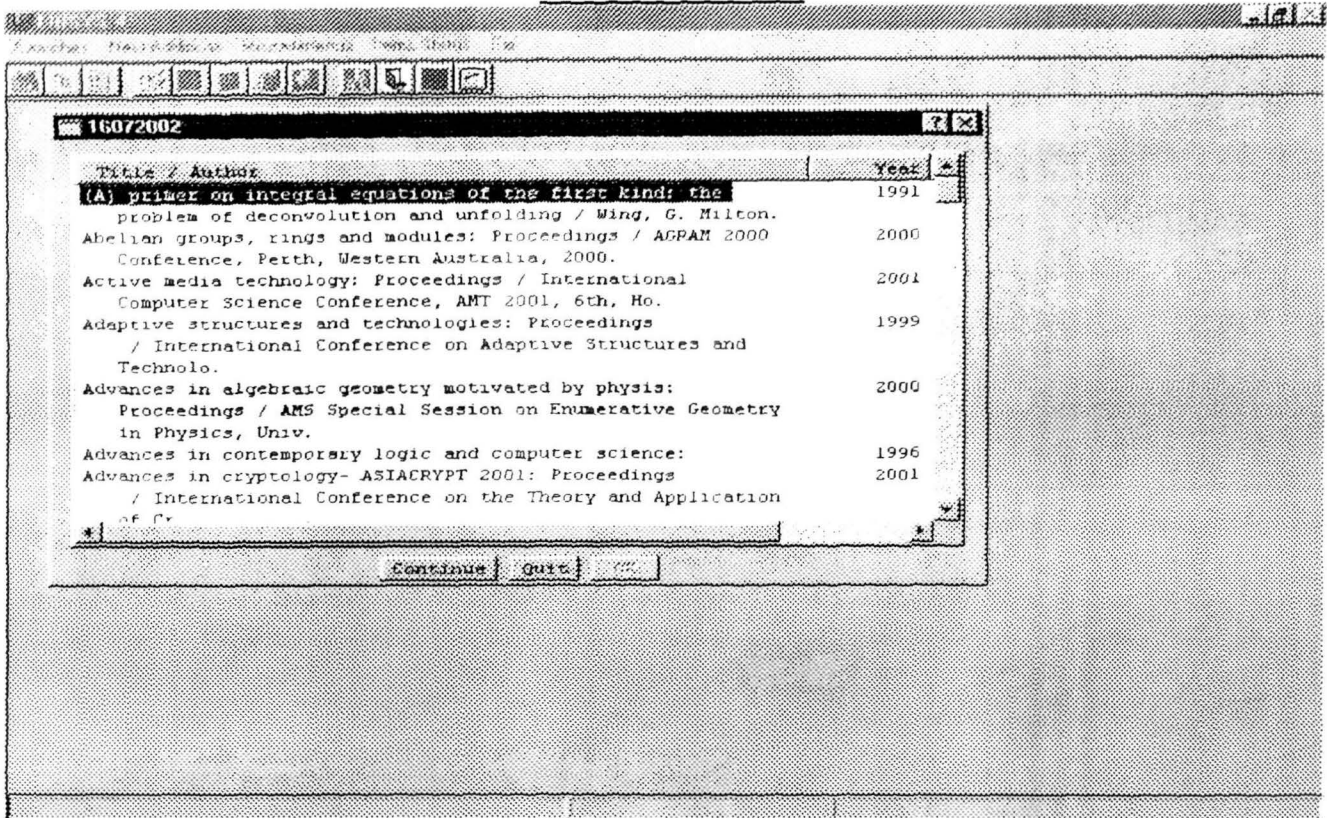 16072002
Title / Author Year
(A) primer on integral equations of the first kind: the 1991
problem of deconvolution and unfolding / Wing, G. Milton.
Abelian groups, rings and modules: Proceedings / AGRAM 2000 2000
Conference, Perth, Western Australia, 2000.
Active media technology: Proceedings / International 2001
Computer Science Conference, AMT 2001, 6th, Ho.
Adaptive structures and technologies: Proceedings 1999
/ International Conference on Adaptive Structures and
Technolo.
Advances in algebraic geometry motivated by physis: 2000
Proceedings / AMS Special Session on Enumerative Geometry
in Physics, Univ.
Advances in contemporary logic and computer science: 1996
Advances in cryptology- ASIACRYPT 2001: Proceedings 2001
/ International Conference on the Theory and Application
of Cr
Continue Quit